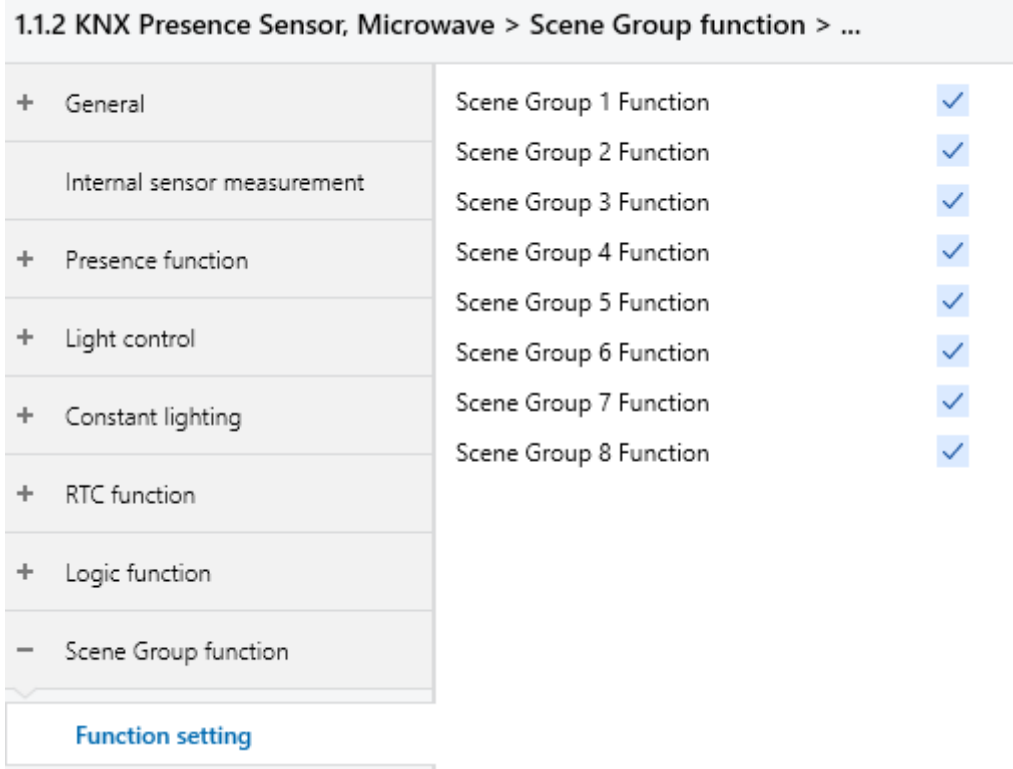 1.1.2 KNX Presence Sensor, Microwave > Scene Group function > ...
+ General
Internal sensor measurement
+ Presence function
+ Light control
+ Constant lighting
+ RTC function
+ Logic function
− Scene Group function
Function setting
Scene Group 1 Function
Scene Group 2 Function
Scene Group 3 Function
Scene Group 4 Function
Scene Group 5 Function
Scene Group 6 Function
Scene Group 7 Function
Scene Group 8 Function